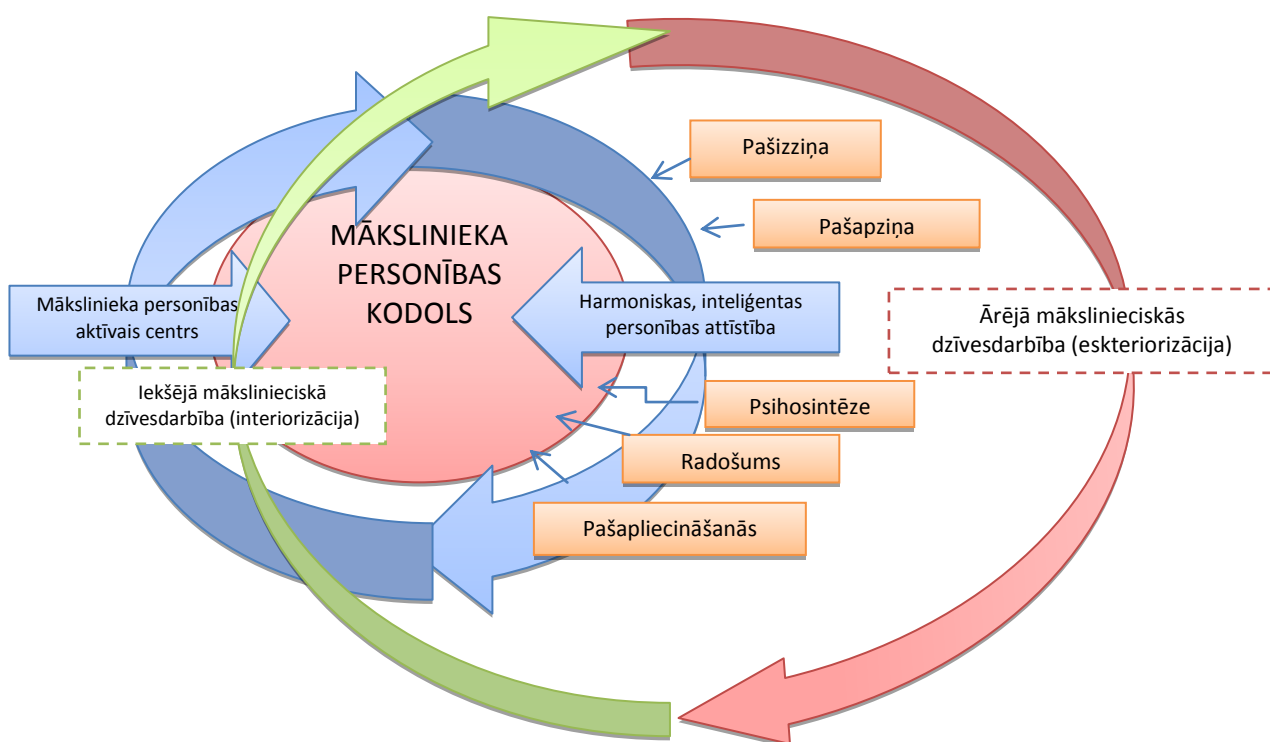 Pašizziņa
Pašapziņa
MĀKSLINIEKA
PERSONĪBAS
KODOLS
Mākslinieka personības
aktīvais centrs
Harmoniskas, inteliģentas
personības attīstība
Ārējā mākslinieciskās
dzīvesdarbība (eskteriorizācija)
Iekšējā mākslinieciskā
dzīvesdarbība (interiorizācija)
Psihosintēze
Radošums
Pašapliecināšanās